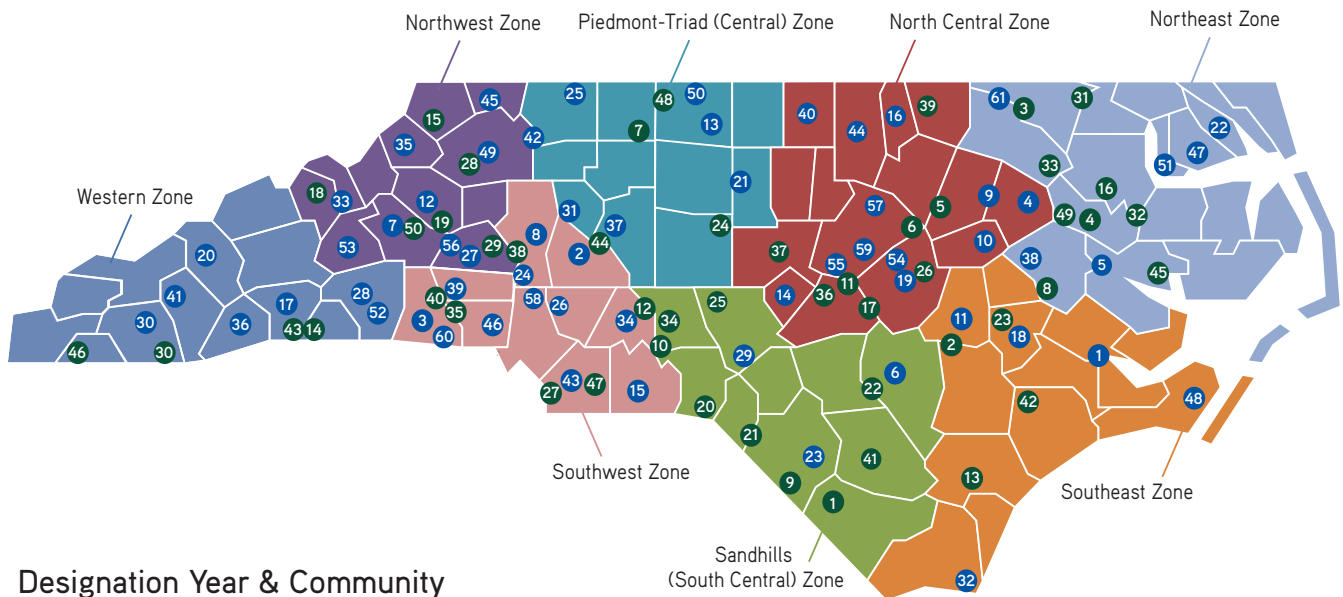 Northwest Zone
Piedmont-Triad (Central) Zone
North Central Zone
Northeast Zone
45 25 48 50 40 16 39 61 3 31
15 7 13 44 22
35 28 49 42 33 51 47
Western Zone
18 33 12 21 57 5 9 4 16
7 50 19 31 37 24 6 49 4 32
53 56 27 29 38 8 2 44 37 59 54 10 38 5 45
20 24 55 26
41 17 28 39 58 26 12 25 14 36 11 19 17 8
30 36 43 14 52 40 35 3 46 34 34 11 23 18
46 30 60 10 29 2 1
27 43 47 15 20 6 22 42 48
21 23 41 13
9 1
Southwest Zone
Southeast Zone
Sandhills
(South Central) Zone
32
Designation Year & Community